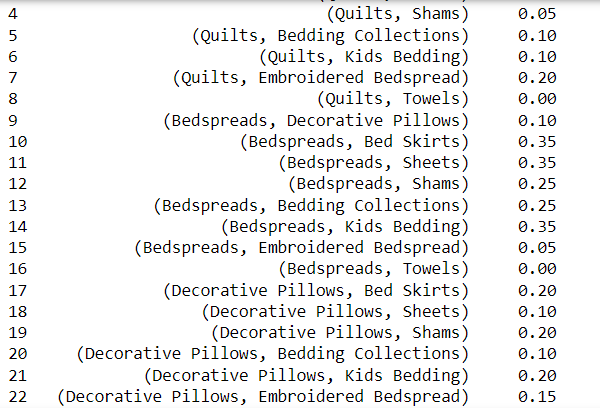 4 (Quilts, Shams) 0.05
5 (Quilts, Bedding Collections) 0.10
6 (Quilts, Kids Bedding) 0.10
7 (Quilts, Embroidered Bedspread) 0.20
8 (Quilts, Towels) 0.00
9 (Bedspreads, Decorative Pillows) 0.10
10 (Bedspreads, Bed Skirts) 0.35
11 (Bedspreads, Sheets) 0.35
12 (Bedspreads, Shams) 0.25
13 (Bedspreads, Bedding Collections) 0.25
14 (Bedspreads, Kids Bedding) 0.35
15 (Bedspreads, Embroidered Bedspread) 0.05
16 (Bedspreads, Towels) 0.00
17 (Decorative Pillows, Bed Skirts) 0.20
18 (Decorative Pillows, Sheets) 0.10
19 (Decorative Pillows, Shams) 0.20
20 (Decorative Pillows, Bedding Collections) 0.10
21 (Decorative Pillows, Kids Bedding) 0.20
22 (Decorative Pillows, Embroidered Bedspread) 0.15